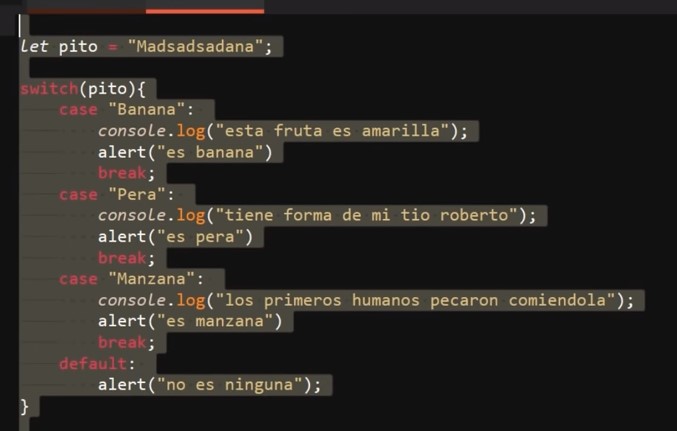 let pito = "Madsadsadana";
switch(pito){
case "Banana":
console.log("esta fruta es amarilla");
alert("es banana")
break;
case "Pera":
console.log("tiene forma de mi tio roberto");
alert("es pera")
break;
case "Manzana":
console.log("los primeros humanos pecaron comiendola");
alert("es manzana")
break;
default:
alert("no es ninguna");
}